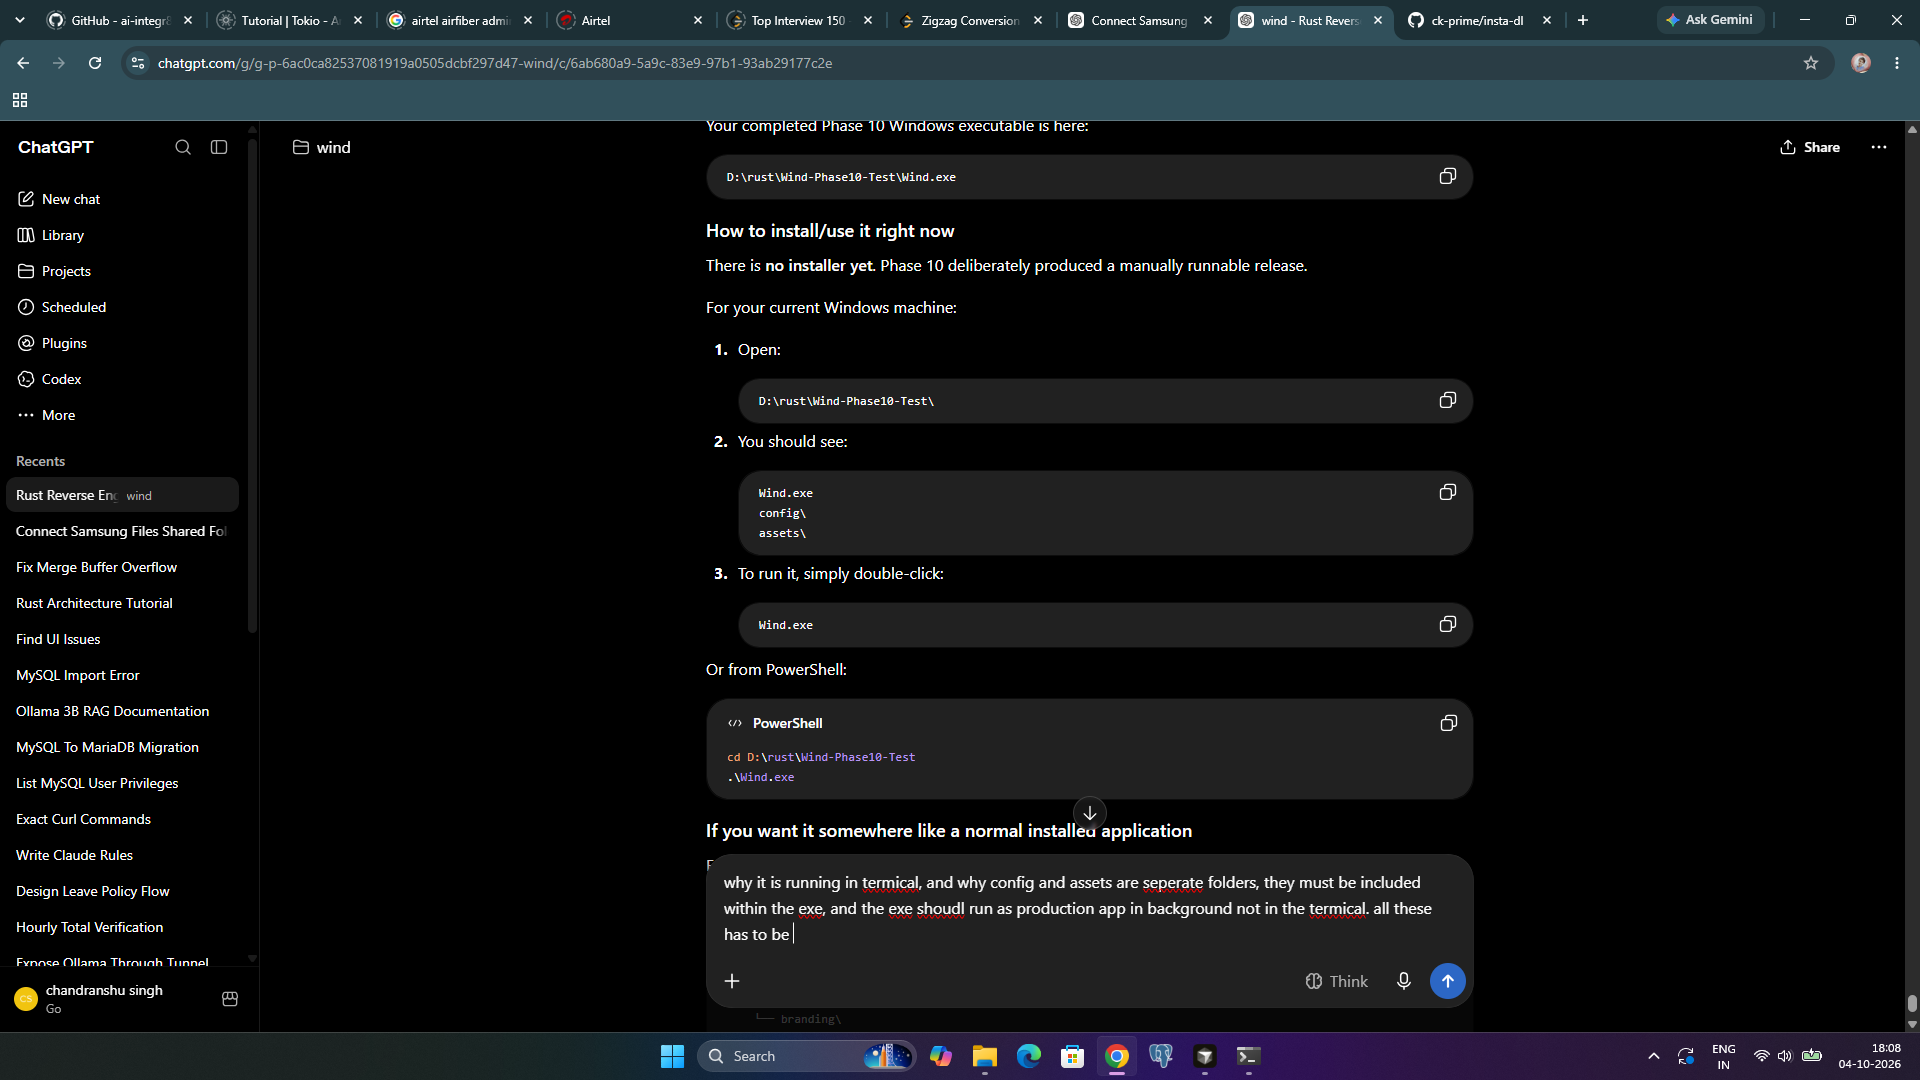 GitHub - ai-integr8
Tutorial | Tokio - A
airtel airfiber admi
Airtel
Top Interview 150
Zigzag Conversion
Connect Samsung
wind - Rust Revers
ck-prime/insta-dl
Ask Gemini
chatgpt.com/g/g-p-6ac0ca82537081919a0505dcbf297d47-wind/c/6ab680a9-5a9c-83e9-97b1-93ab29177c2e
ChatGPT
New chat
Library
Projects
Scheduled
Plugins
Codex
More
Recents
Rust Reverse Eng wind
Connect Samsung Files Shared Fol
Fix Merge Buffer Overflow
Rust Architecture Tutorial
Find UI Issues
MySQL Import Error
Ollama 3B RAG Documentation
MySQL To MariaDB Migration
List MySQL User Privileges
Exact Curl Commands
Write Claude Rules
Design Leave Policy Flow
Hourly Total Verification
Expose Ollama Through Tunnel
CS
chandranshu singh
Go
wind
Share
Your completed Phase 10 Windows executable is here:
D:\rust\Wind-Phase10-Test\Wind.exe
How to install/use it right now
There is no installer yet. Phase 10 deliberately produced a manually runnable release.
For your current Windows machine:
1. Open:
D:\rust\Wind-Phase10-Test\
2. You should see:
Wind.exe
config\
assets\
3. To run it, simply double-click:
Wind.exe
Or from PowerShell:
PowerShell
cd D:\rust\Wind-Phase10-Test
.\Wind.exe
If you want it somewhere like a normal installed application
why it is running in termical, and why config and assets are seperate folders, they must be included
within the exe, and the exe shoudl run as production app in background not in the termical. all these
has to be
Think
└─ branding\
Search
ENG
IN
18:08
04-10-2026